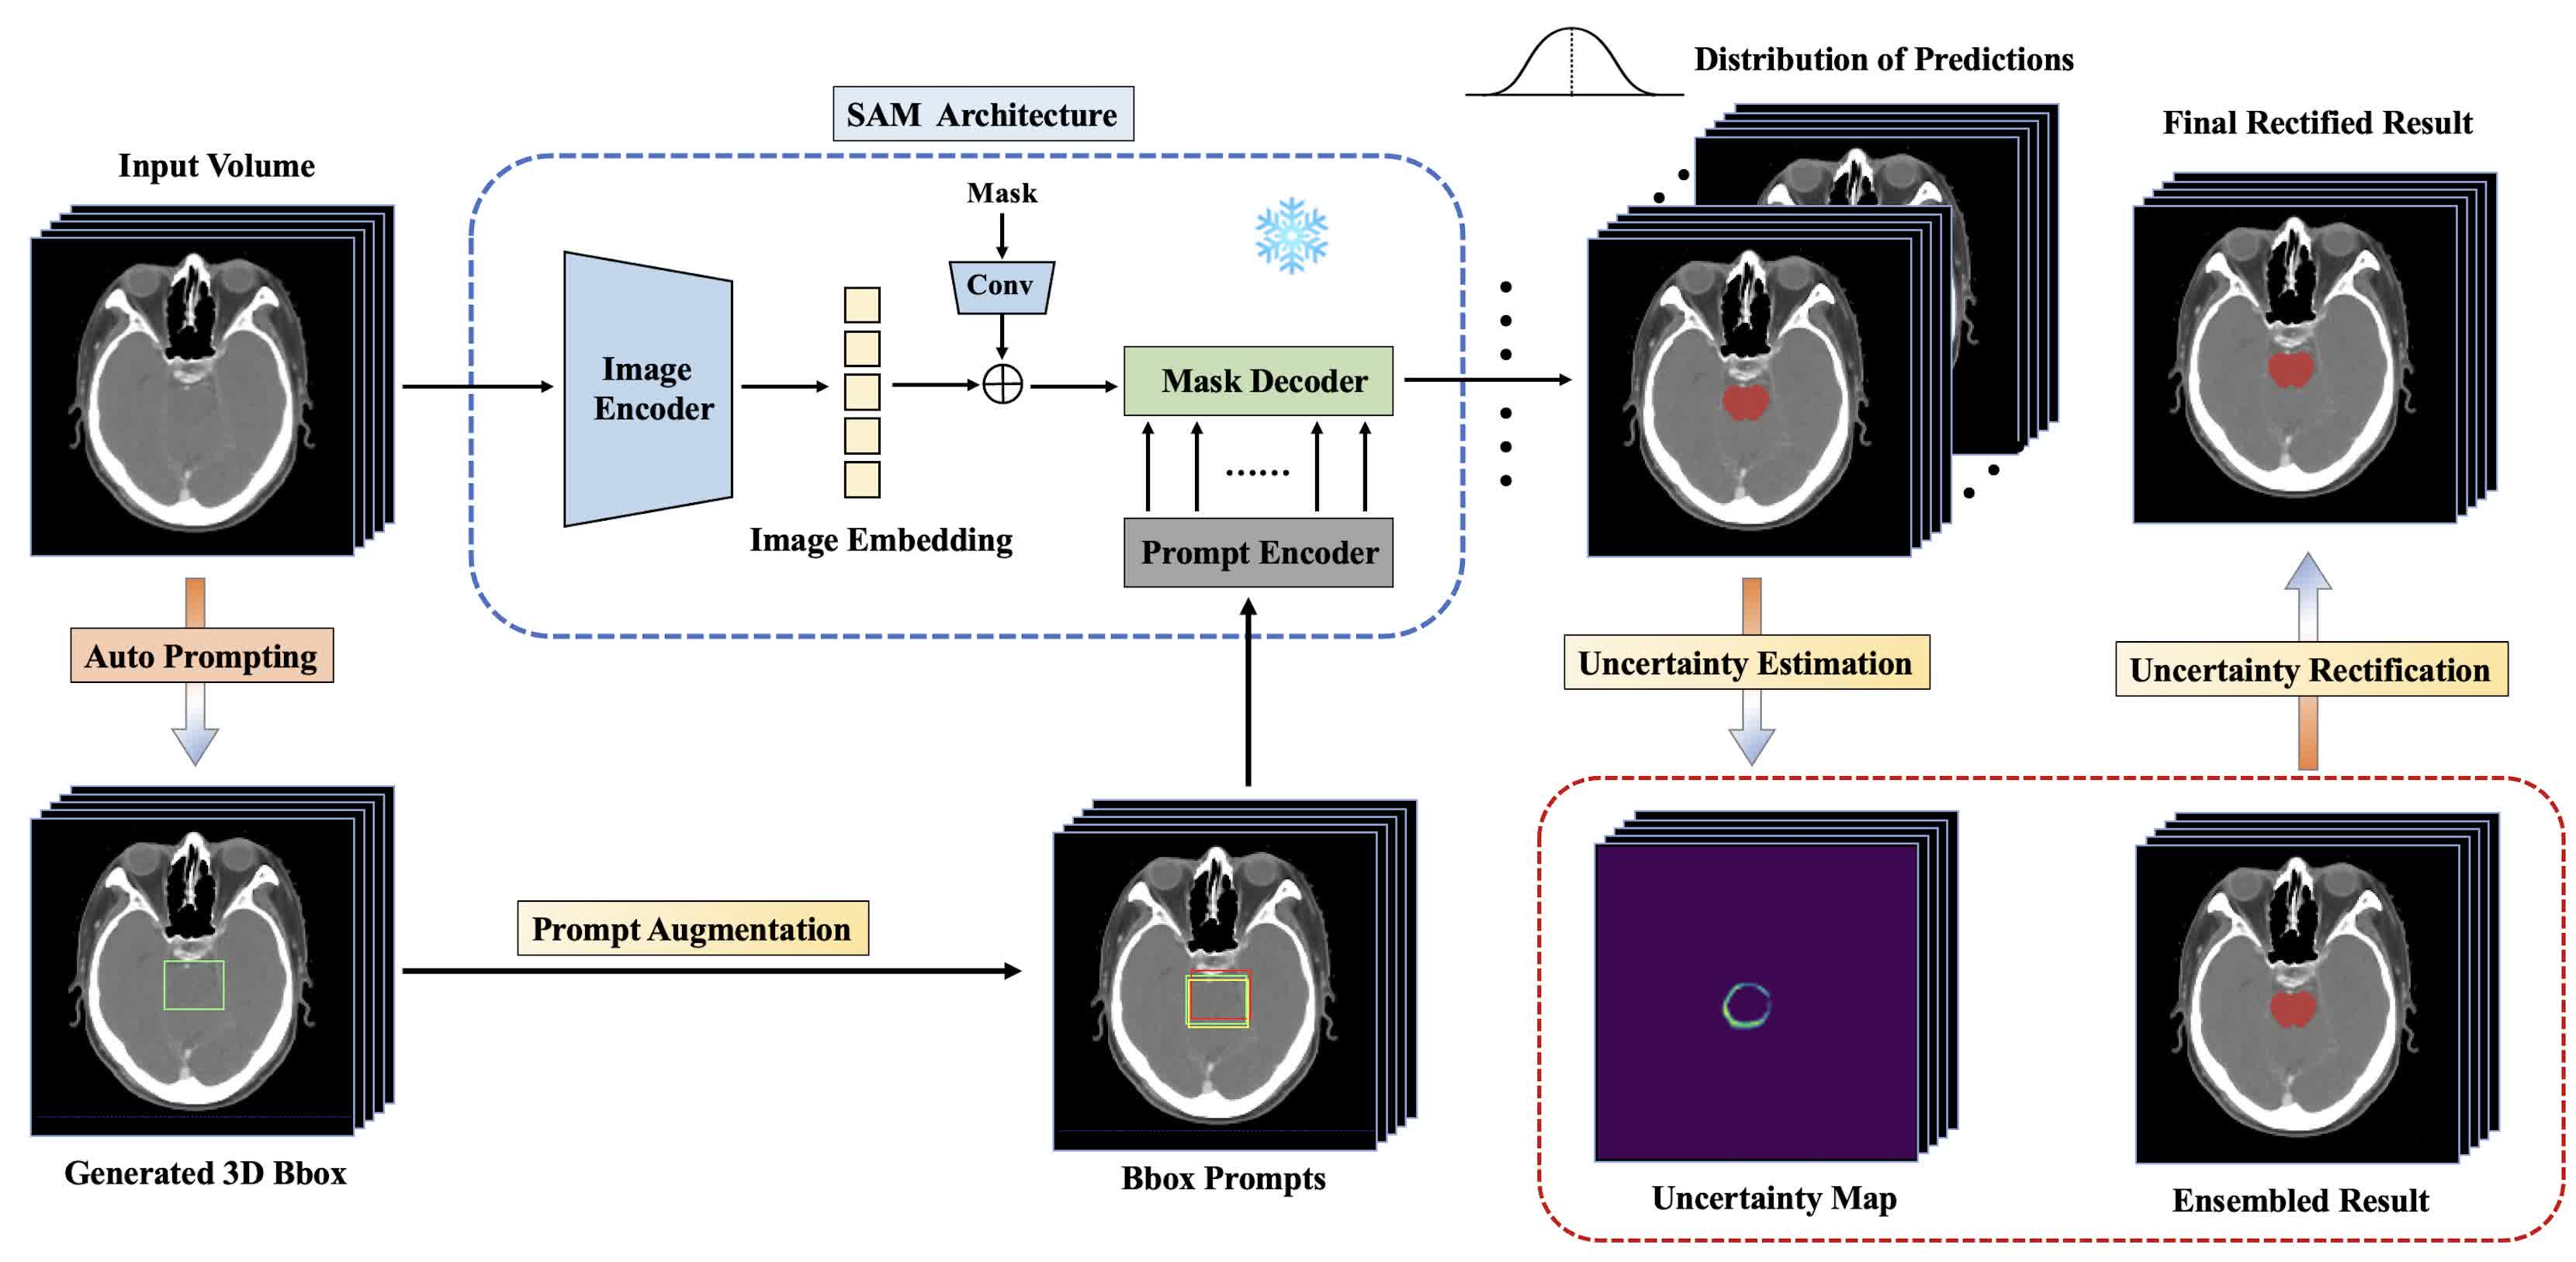 Distribution of Predictions
SAM Architecture
Final Rectified Result
Input Volume
Mask
Conv
Image
Encoder
Mask Decoder
......
Image Embedding
Prompt Encoder
Auto Prompting
Uncertainty Estimation
Uncertainty Rectification
Prompt Augmentation
Generated 3D Bbox
Bbox Prompts
Uncertainty Map
Ensembled Result